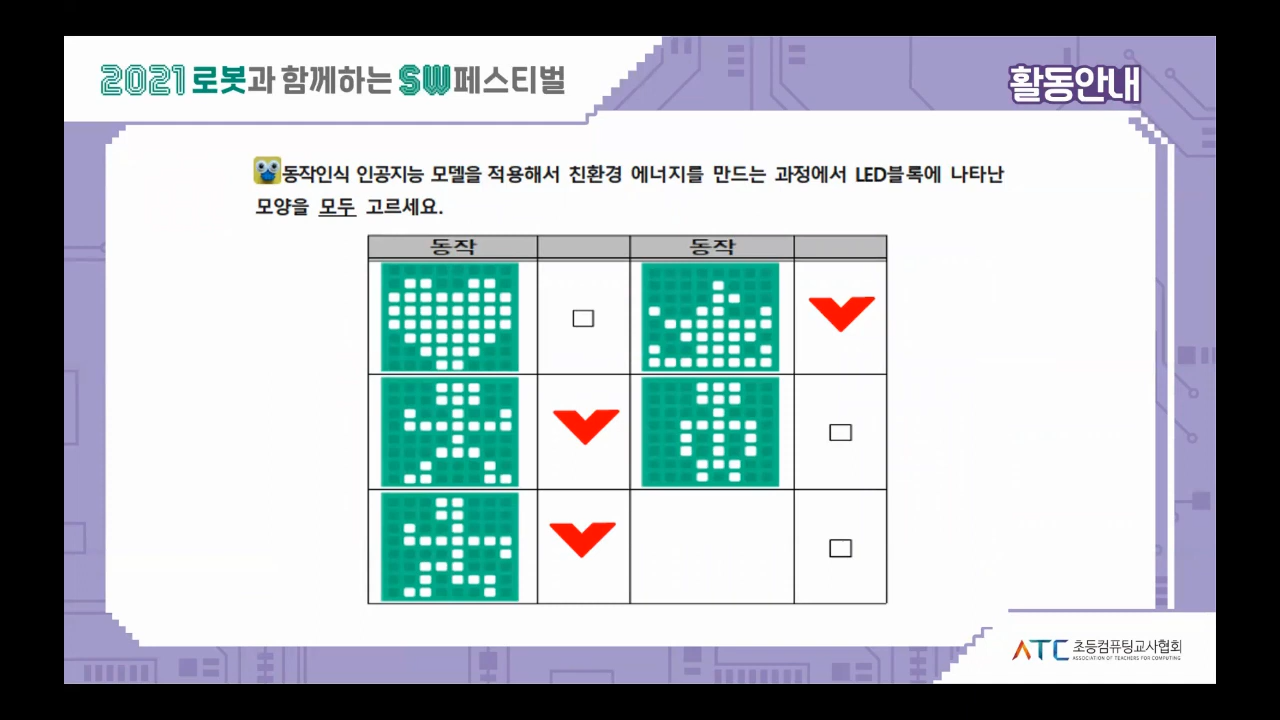 2021 로봇과 함께하는 SW페스티벌
활동안내
동작인식 인공지능 모델을 적용해서 친환경 에너지를 만드는 과정에서 LED블록에 나타난
모양을 모두 고르세요.
동작 동작
ATC 초등컴퓨팅교사협회
ASSOCIATION OF TEACHERS FOR COMPUTING